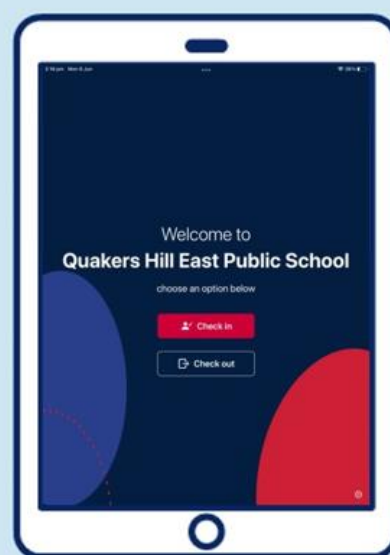 Welcome to
Quakers Hill East Public School
choose an option below
Check in
Check out